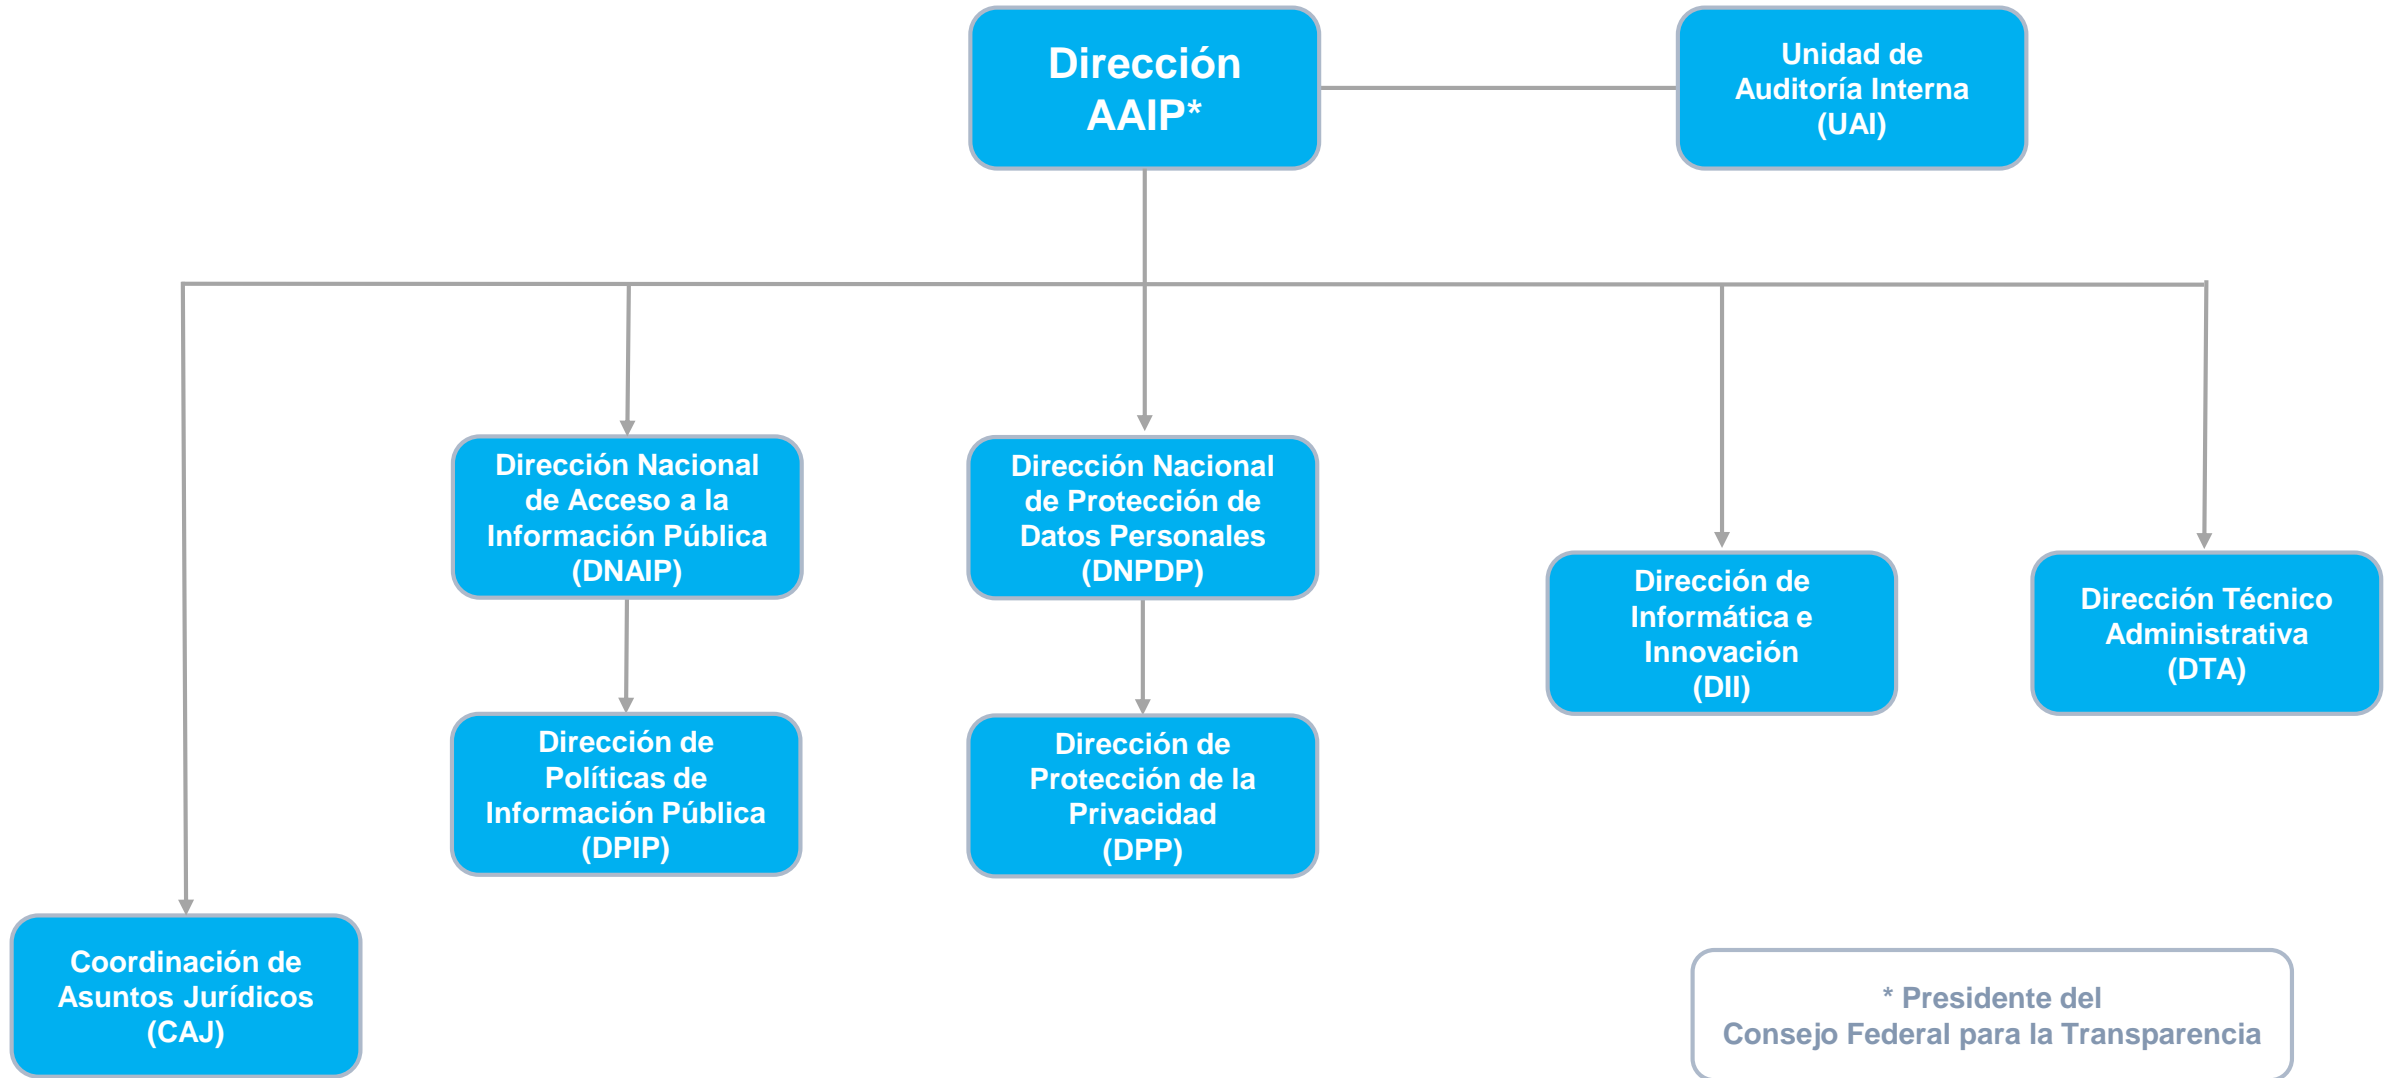 Dirección
AAIP*
Unidad de
Auditoría Interna
(UAI)
Dirección Nacional
de Acceso a la
Información Pública
(DNAIP)
Dirección Nacional
de Protección de
Datos Personales
(DNPDP)
Dirección de
Informática e
Innovación
(DII)
Dirección Técnico
Administrativa
(DTA)
Dirección de
Políticas de
Información Pública
(DPIP)
Dirección de
Protección de la
Privacidad
(DPP)
Coordinación de
Asuntos Jurídicos
(CAJ)
* Presidente del
Consejo Federal para la Transparencia